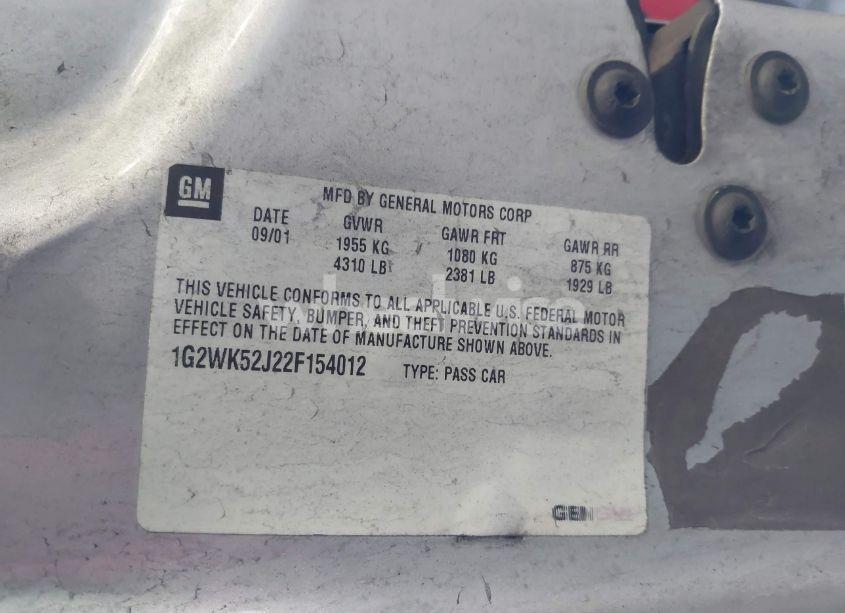 GM
MFD BY GENERAL MOTORS CORP
DATE GVWR GAWR FRT GAWR RR
09/01 1955 KG 1080 KG 875 KG
4310 LB 2381 LB 1929 LB
THIS VEHICLE CONFORMS TO ALL APPLICABLE U.S. FEDERAL MOTOR
VEHICLE SAFETY, BUMPER, AND THEFT PREVENTION STANDARDS IN
EFFECT ON THE DATE OF MANUFACTURE SHOWN ABOVE.
1G2WK52J22F154012 TYPE: PASS CAR